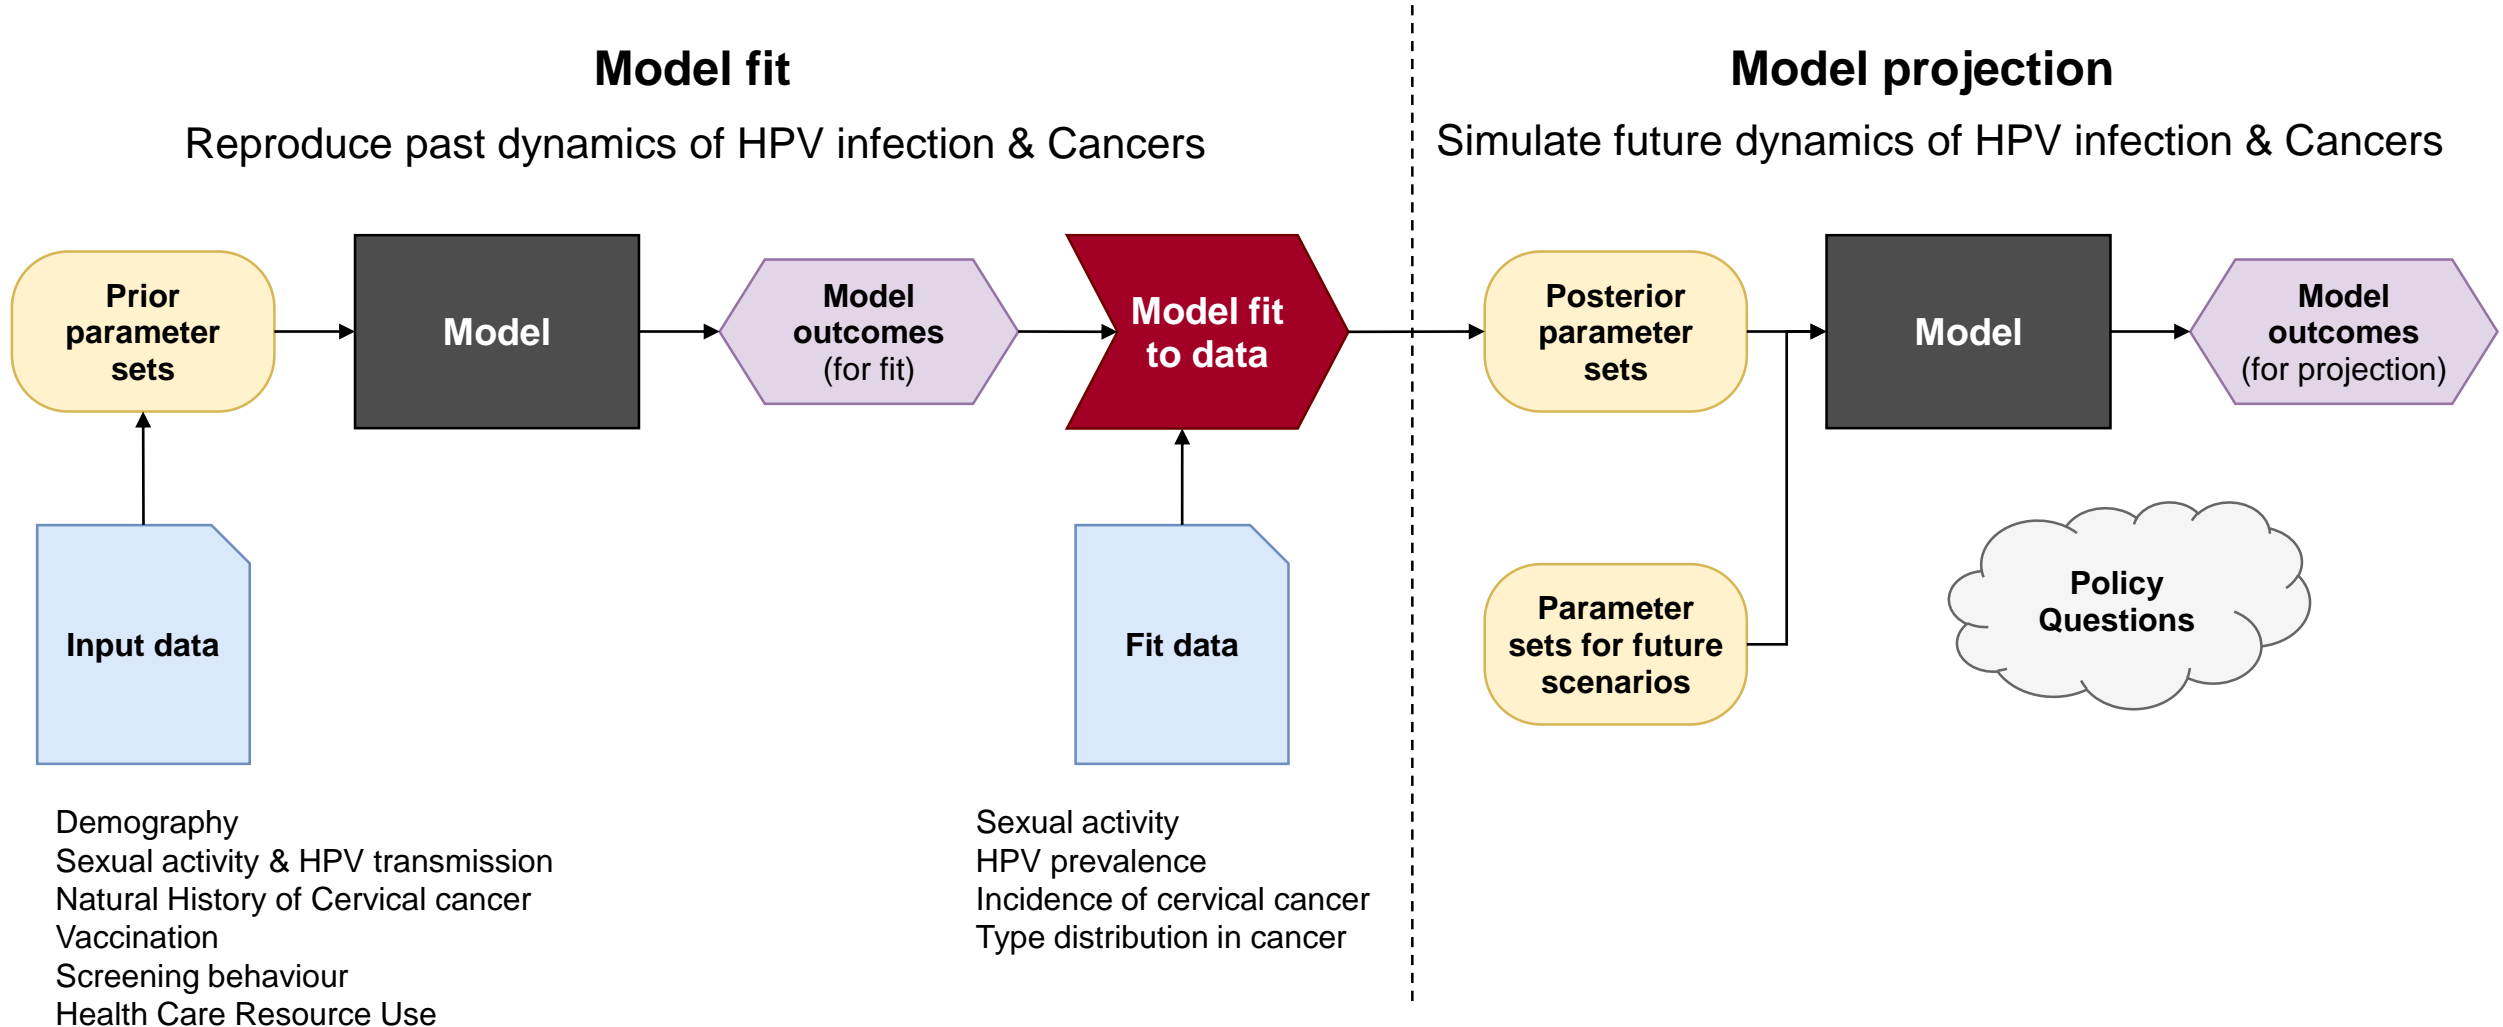 Model fit
Reproduce past dynamics of HPV infection & Cancers
Model projection
Simulate future dynamics of HPV infection & Cancers
Prior
parameter
sets
Model
Model
outcomes
(for fit)
Model fit
to data
Posterior
parameter
sets
Model
Model
outcomes
(for projection)
Input data
Fit data
Parameter
sets for future
scenarios
Policy
Questions
Demography
Sexual activity & HPV transmission
Natural History of Cervical cancer
Vaccination
Screening behaviour
Health Care Resource Use
Sexual activity
HPV prevalence
Incidence of cervical cancer
Type distribution in cancer